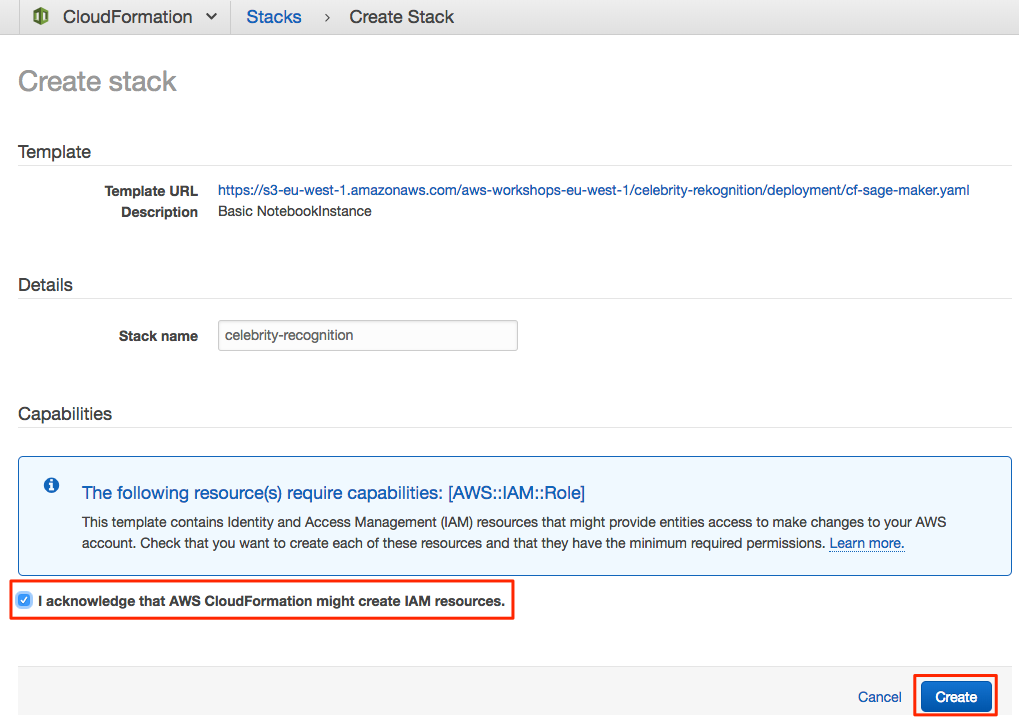 CloudFormation Stacks › Create Stack
Create stack
Template
Template URL https://s3-eu-west-1.amazonaws.com/aws-workshops-eu-west-1/celebrity-rekognition/deployment/cf-sage-maker.yaml
Description Basic NotebookInstance
Details
Stack name celebrity-recognition
Capabilities
The following resource(s) require capabilities: [AWS::IAM::Role]
This template contains Identity and Access Management (IAM) resources that might provide entities access to make changes to your AWS
account. Check that you want to create each of these resources and that they have the minimum required permissions. Learn more.
I acknowledge that AWS CloudFormation might create IAM resources.
Cancel Create